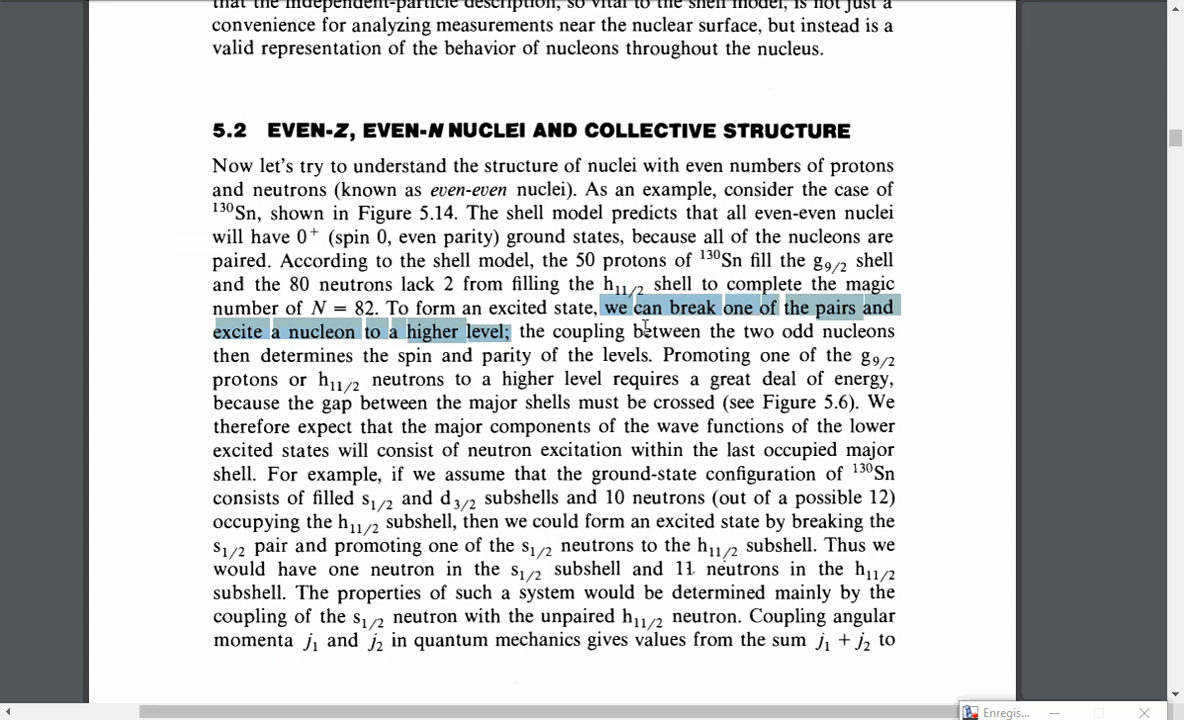 that the independent-particle description, so vital to the shell model, is not just a
convenience for analyzing measurements near the nuclear surface, but instead is a
valid representation of the behavior of nucleons throughout the nucleus.
5.2 EVEN-Z, EVEN-N NUCLEI AND COLLECTIVE STRUCTURE
Now let's try to understand the structure of nuclei with even numbers of protons
and neutrons (known as even-even nuclei). As an example, consider the case of
¹³⁰Sn, shown in Figure 5.14. The shell model predicts that all even-even nuclei
will have 0⁺ (spin 0, even parity) ground states, because all of the nucleons are
paired. According to the shell model, the 50 protons of ¹³⁰Sn fill the g₉/₂ shell
and the 80 neutrons lack 2 from filling the h₁₁/₂ shell to complete the magic
number of N = 82. To form an excited state, we can break one of the pairs and
excite a nucleon to a higher level; the coupling between the two odd nucleons
then determines the spin and parity of the levels. Promoting one of the g₉/₂
protons or h₁₁/₂ neutrons to a higher level requires a great deal of energy,
because the gap between the major shells must be crossed (see Figure 5.6). We
therefore expect that the major components of the wave functions of the lower
excited states will consist of neutron excitation within the last occupied major
shell. For example, if we assume that the ground-state configuration of ¹³⁰Sn
consists of filled s₁/₂ and d₃/₂ subshells and 10 neutrons (out of a possible 12)
occupying the h₁₁/₂ subshell, then we could form an excited state by breaking the
s₁/₂ pair and promoting one of the s₁/₂ neutrons to the h₁₁/₂ subshell. Thus we
would have one neutron in the s₁/₂ subshell and 11 neutrons in the h₁₁/₂
subshell. The properties of such a system would be determined mainly by the
coupling of the s₁/₂ neutron with the unpaired h₁₁/₂ neutron. Coupling angular
momenta j₁ and j₂ in quantum mechanics gives values from the sum j₁ + j₂ to
Enregis...